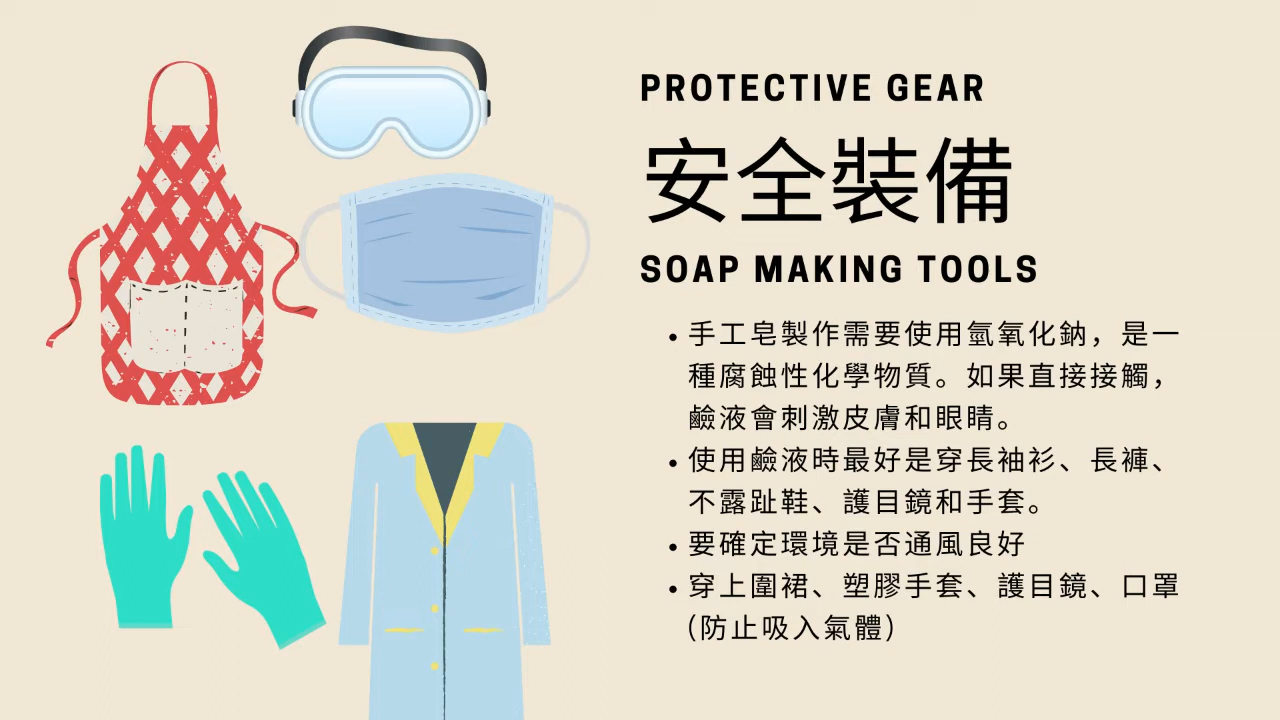 PROTECTIVE GEAR
安全裝備
SOAP MAKING TOOLS
• 手工皂製作需要使用氫氧化鈉，是一
種腐蝕性化學物質。如果直接接觸，
鹼液會刺激皮膚和眼睛。
• 使用鹼液時最好是穿長袖衫、長褲、
不露趾鞋、護目鏡和手套。
• 要確定環境是否通風良好
• 穿上圍裙、塑膠手套、護目鏡、口罩
(防止吸入氣體)